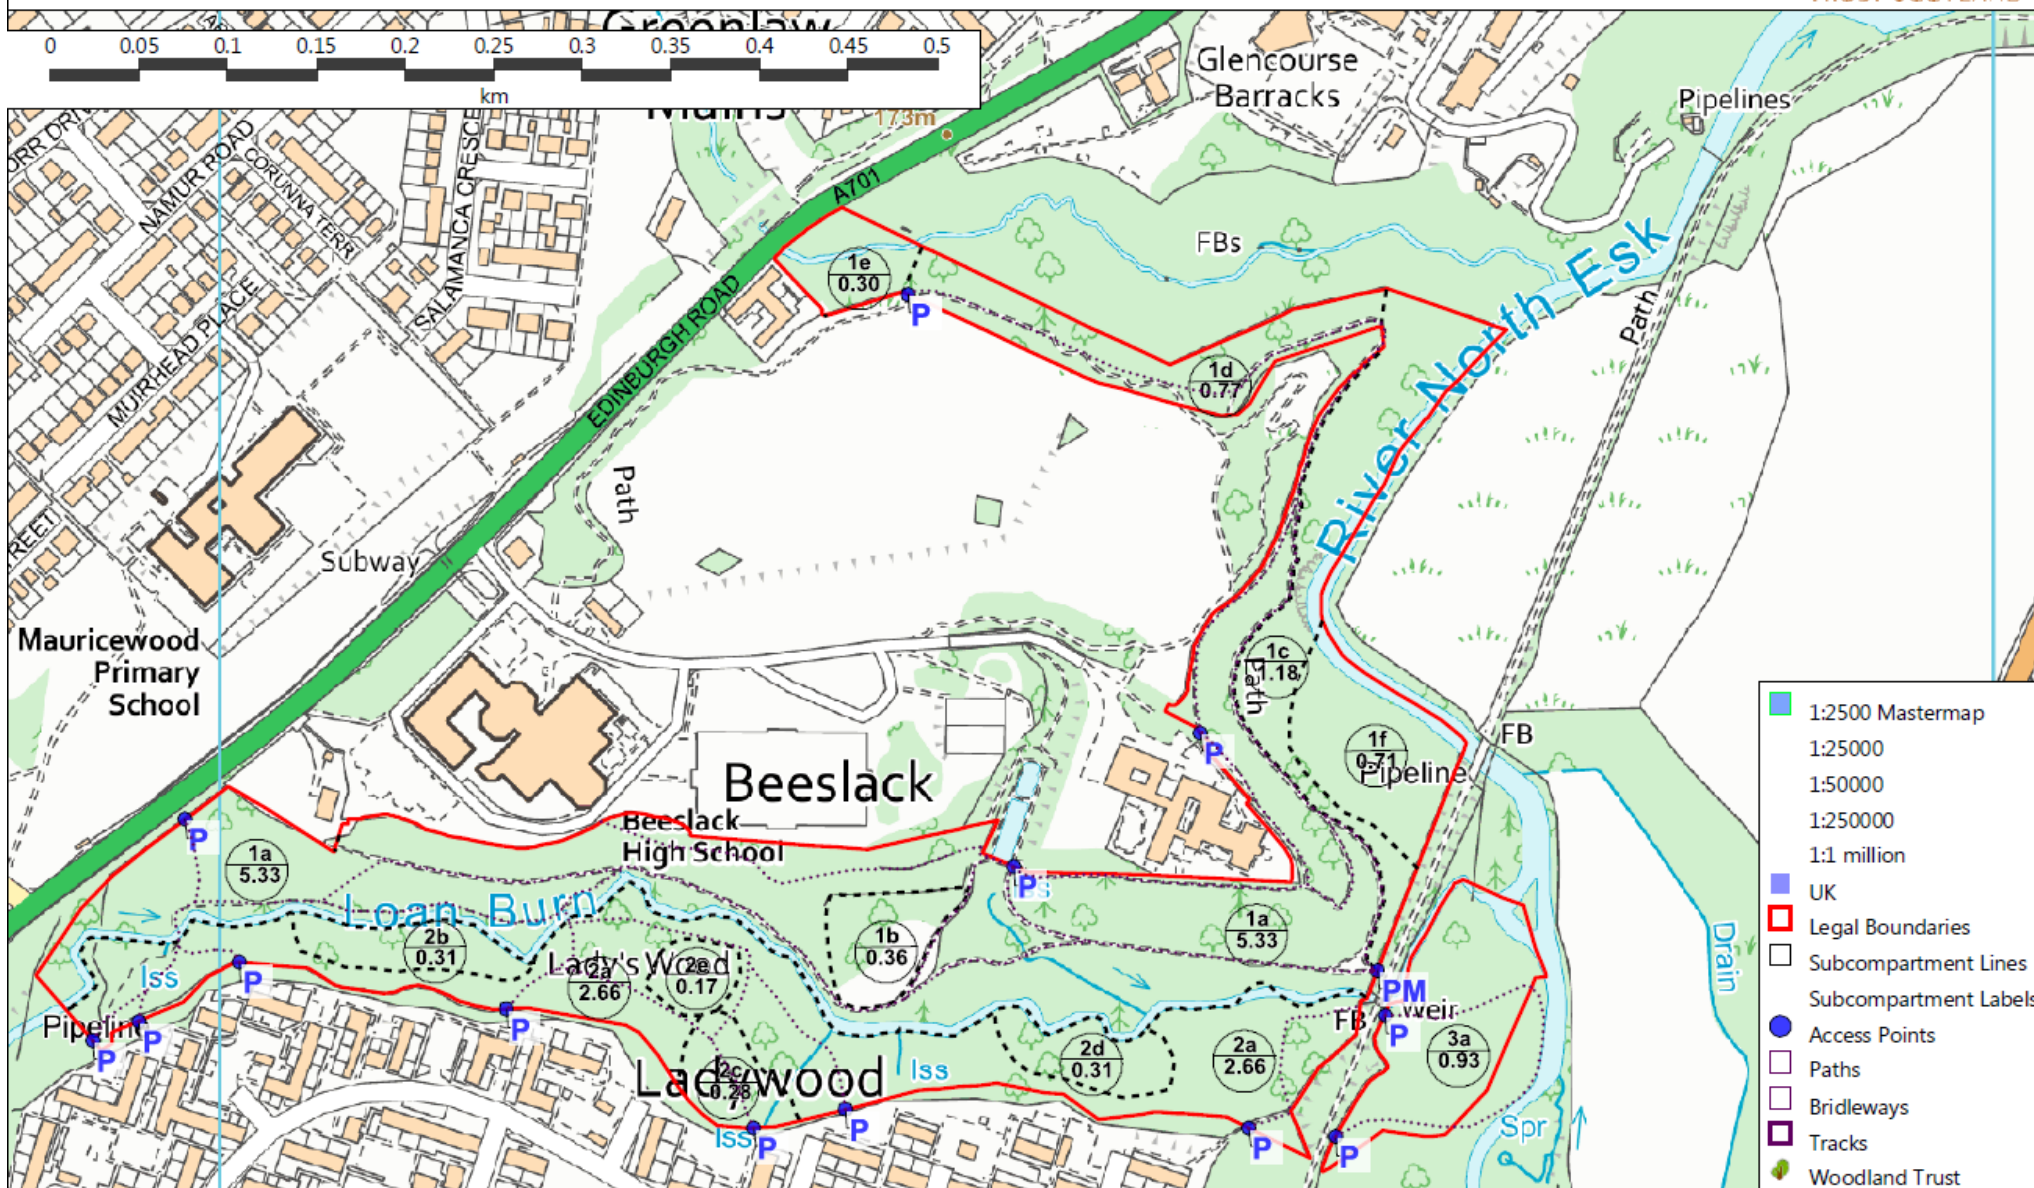 Greenlaw
Mains
0 0.05 0.1 0.15 0.2 0.25 0.3 0.35 0.4 0.45 0.5
km
173m
Glencourse
Barracks
Pipelines
NAMUR ROAD
CORUNNA TERR
SALAMANCA CRESCE
MUIRHEAD PLACE
A701
EDINBURGH ROAD
FBs
River North Esk
Path
1e
0.30
P
1d
0.77
Path
Subway
Mauricewood
Primary
School
1c
1.18
Path
1f
0.71
Pipeline
FB
P
Beeslack
Beeslack
High School
P
1a
5.33
Loan Burn
P
1b
0.36
1a
5.33
2b
0.31
Lady's Wood
2a
2.66
2e
0.17
Iss
P
P
PM
Weir
FB
P
Pipeline
P
P
Ladywood
2c
0.28
Iss
2d
0.31
2a
2.66
3a
0.93
Iss
P
P
P
P
Spr
Drain
1:2500 Mastermap
1:25000
1:50000
1:250000
1:1 million
UK
Legal Boundaries
Subcompartment Lines
Subcompartment Labels
Access Points
Paths
Bridleways
Tracks
Woodland Trust